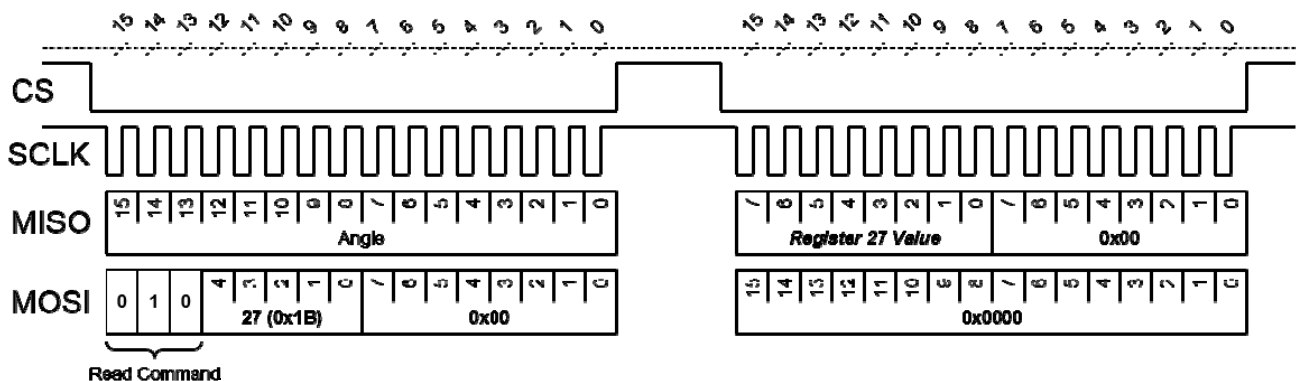 15 14 13 12 11 10 9 8 7 6 5 4 3 2 1 0 15 14 13 12 11 10 9 8 7 6 5 4 3 2 1 0
CS
SCLK
MISO 15 14 13 12 11 10 9 8 7 6 5 4 3 2 1 0 7 6 5 4 3 2 1 0 7 6 5 4 3 2 1 0
Angle Register 27 Value 0x00
MOSI 0 1 0 4 3 2 1 0 7 6 5 4 3 2 1 0 15 14 13 12 11 10 9 8 7 6 5 4 3 2 1 0
27 (0x1B) 0x00 0x0000
Read Command